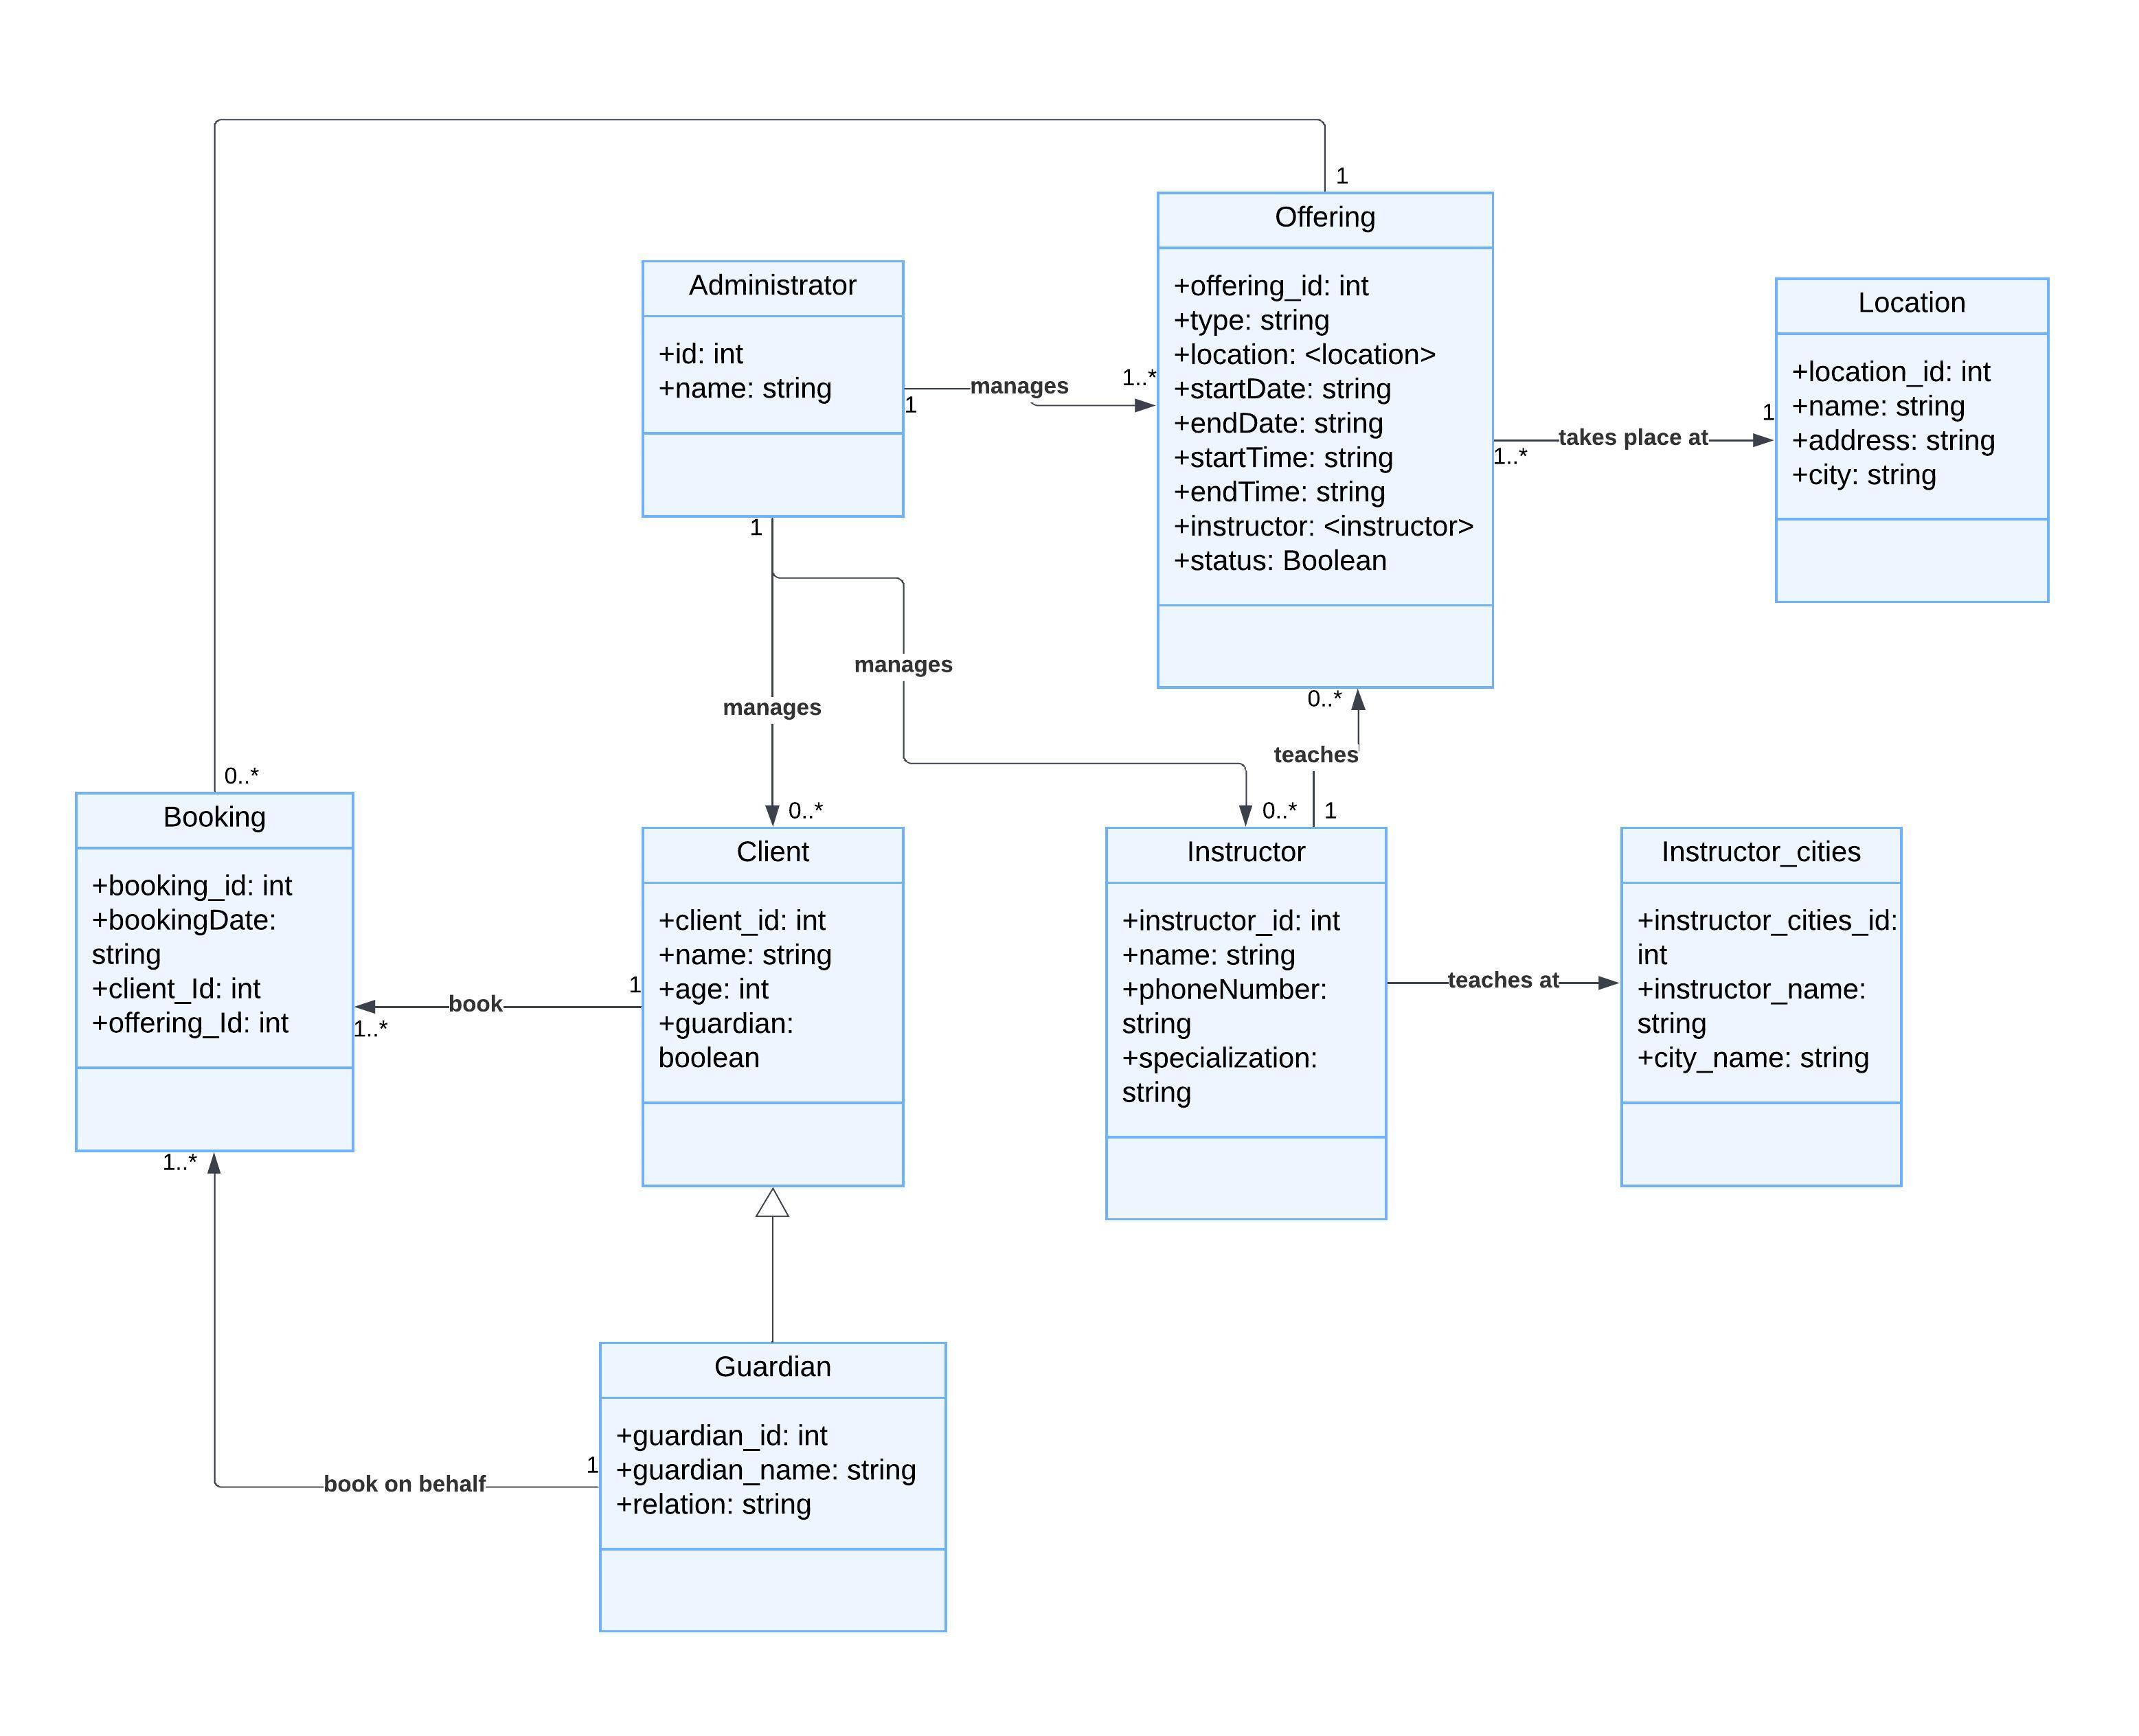 1
Offering
+offering_id: int
+type: string
+location: <location>
+startDate: string
+endDate: string
+startTime: string
+endTime: string
+instructor: <instructor>
+status: Boolean
Administrator
+id: int
+name: string
1
manages
1..*
Location
+location_id: int
+name: string
+address: string
+city: string
1..*
takes place at
1
1
manages
manages
0..*
teaches
0..*
Booking
+booking_id: int
+bookingDate:
string
+client_Id: int
+offering_Id: int
0..*
Client
+client_id: int
+name: string
+age: int
+guardian:
boolean
1
book
1..*
0..*
1
Instructor
+instructor_id: int
+name: string
+phoneNumber:
string
+specialization:
string
teaches at
Instructor_cities
+instructor_cities_id:
int
+instructor_name:
string
+city_name: string
1..*
Guardian
+guardian_id: int
+guardian_name: string
+relation: string
1
book on behalf